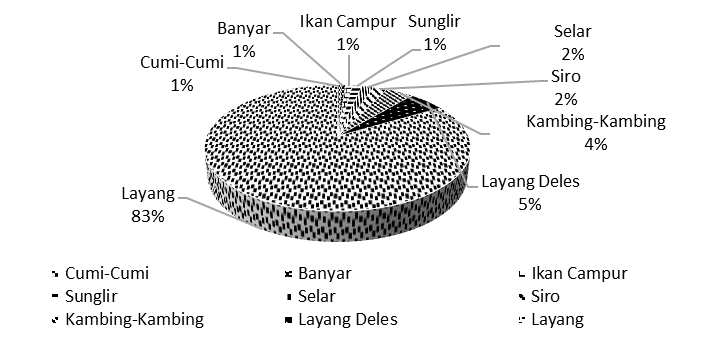 Banyar
1%
Ikan Campur
1%
Sunglir
1%
Selar
2%
Cumi-Cumi
1%
Siro
2%
Kambing-Kambing
4%
Layang Deles
5%
Layang
83%
Cumi-Cumi Banyar Ikan Campur
Sunglir Selar Siro
Kambing-Kambing Layang Deles Layang